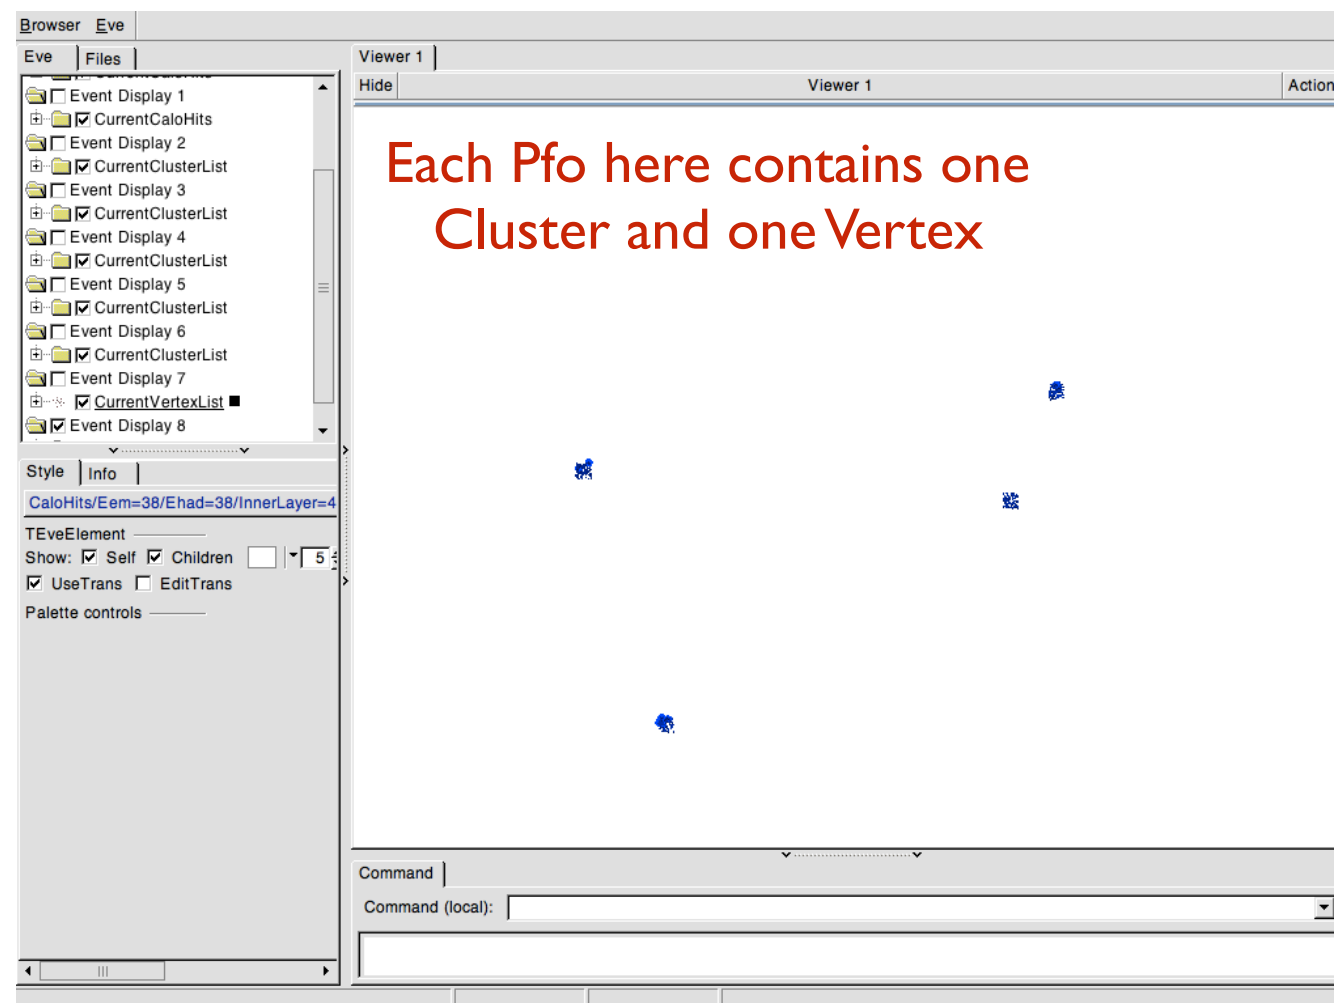 Browser Eve
Eve Files
Viewer 1
Hide Viewer 1 Action
Event Display 1
CurrentCaloHits
Event Display 2
CurrentClusterList
Event Display 3
CurrentClusterList
Event Display 4
CurrentClusterList
Event Display 5
CurrentClusterList
Event Display 6
CurrentClusterList
Event Display 7
CurrentVertexList
Event Display 8
Each Pfo here contains one
Cluster and one Vertex
Style Info
CaloHits/Eem=38/Ehad=38/InnerLayer=4
TEveElement
Show: Self Children 5
UseTrans EditTrans
Palette controls
Command
Command (local):